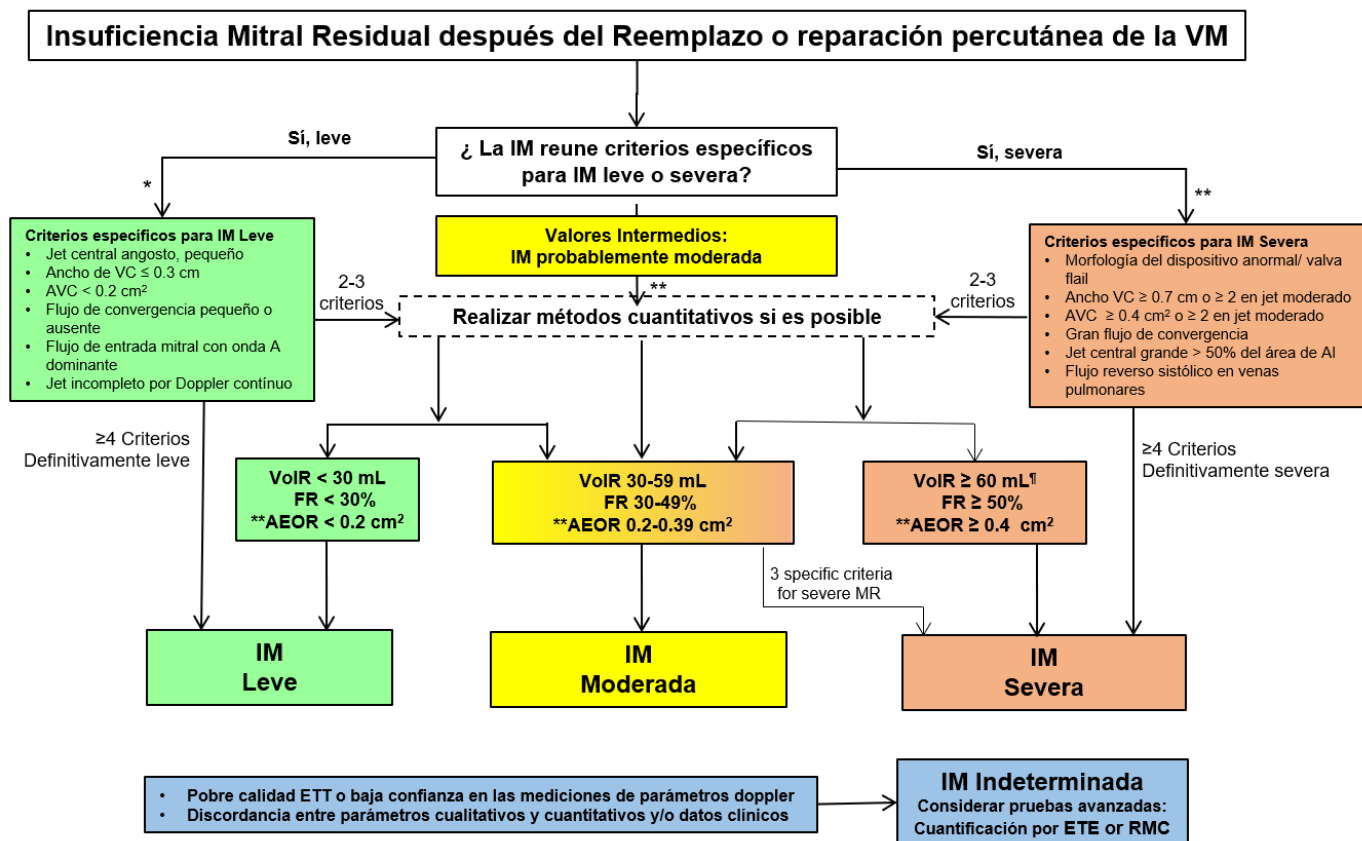 Insuficiencia Mitral Residual después del Reemplazo o reparación percutánea de la VM
Sí, leve
¿ La IM reune criterios específicos
para IM leve o severa?
Sí, severa
*
**
Criterios específicos para IM Leve
• Jet central angosto, pequeño
• Ancho de VC ≤ 0.3 cm
• AVC < 0.2 cm²
• Flujo de convergencia pequeño o
ausente
• Flujo de entrada mitral con onda A
dominante
• Jet incompleto por Doppler contínuo
Valores Intermedios:
IM probablemente moderada
Criterios específicos para IM Severa
• Morfología del dispositivo anormal/ valva
flail
• Ancho VC ≥ 0.7 cm o ≥ 2 en jet moderado
• AVC ≥ 0.4 cm² o ≥ 2 en jet moderado
• Gran flujo de convergencia
• Jet central grande > 50% del área de AI
• Flujo reverso sistólico en venas
pulmonares
2-3
criterios
**
2-3
criterios
Realizar métodos cuantitativos si es posible
≥4 Criterios
Definitivamente leve
≥4 Criterios
Definitivamente severa
VolR < 30 mL
FR < 30%
**AEOR < 0.2 cm²
VolR 30-59 mL
FR 30-49%
**AEOR 0.2-0.39 cm²
VolR ≥ 60 mL¶
FR ≥ 50%
**AEOR ≥ 0.4 cm²
3 specific criteria
for severe MR
IM
Leve
IM
Moderada
IM
Severa
• Pobre calidad ETT o baja confianza en las mediciones de parámetros doppler
• Discordancia entre parámetros cualitativos y cuantitativos y/o datos clínicos
IM Indeterminada
Considerar pruebas avanzadas:
Cuantificación por ETE or RMC